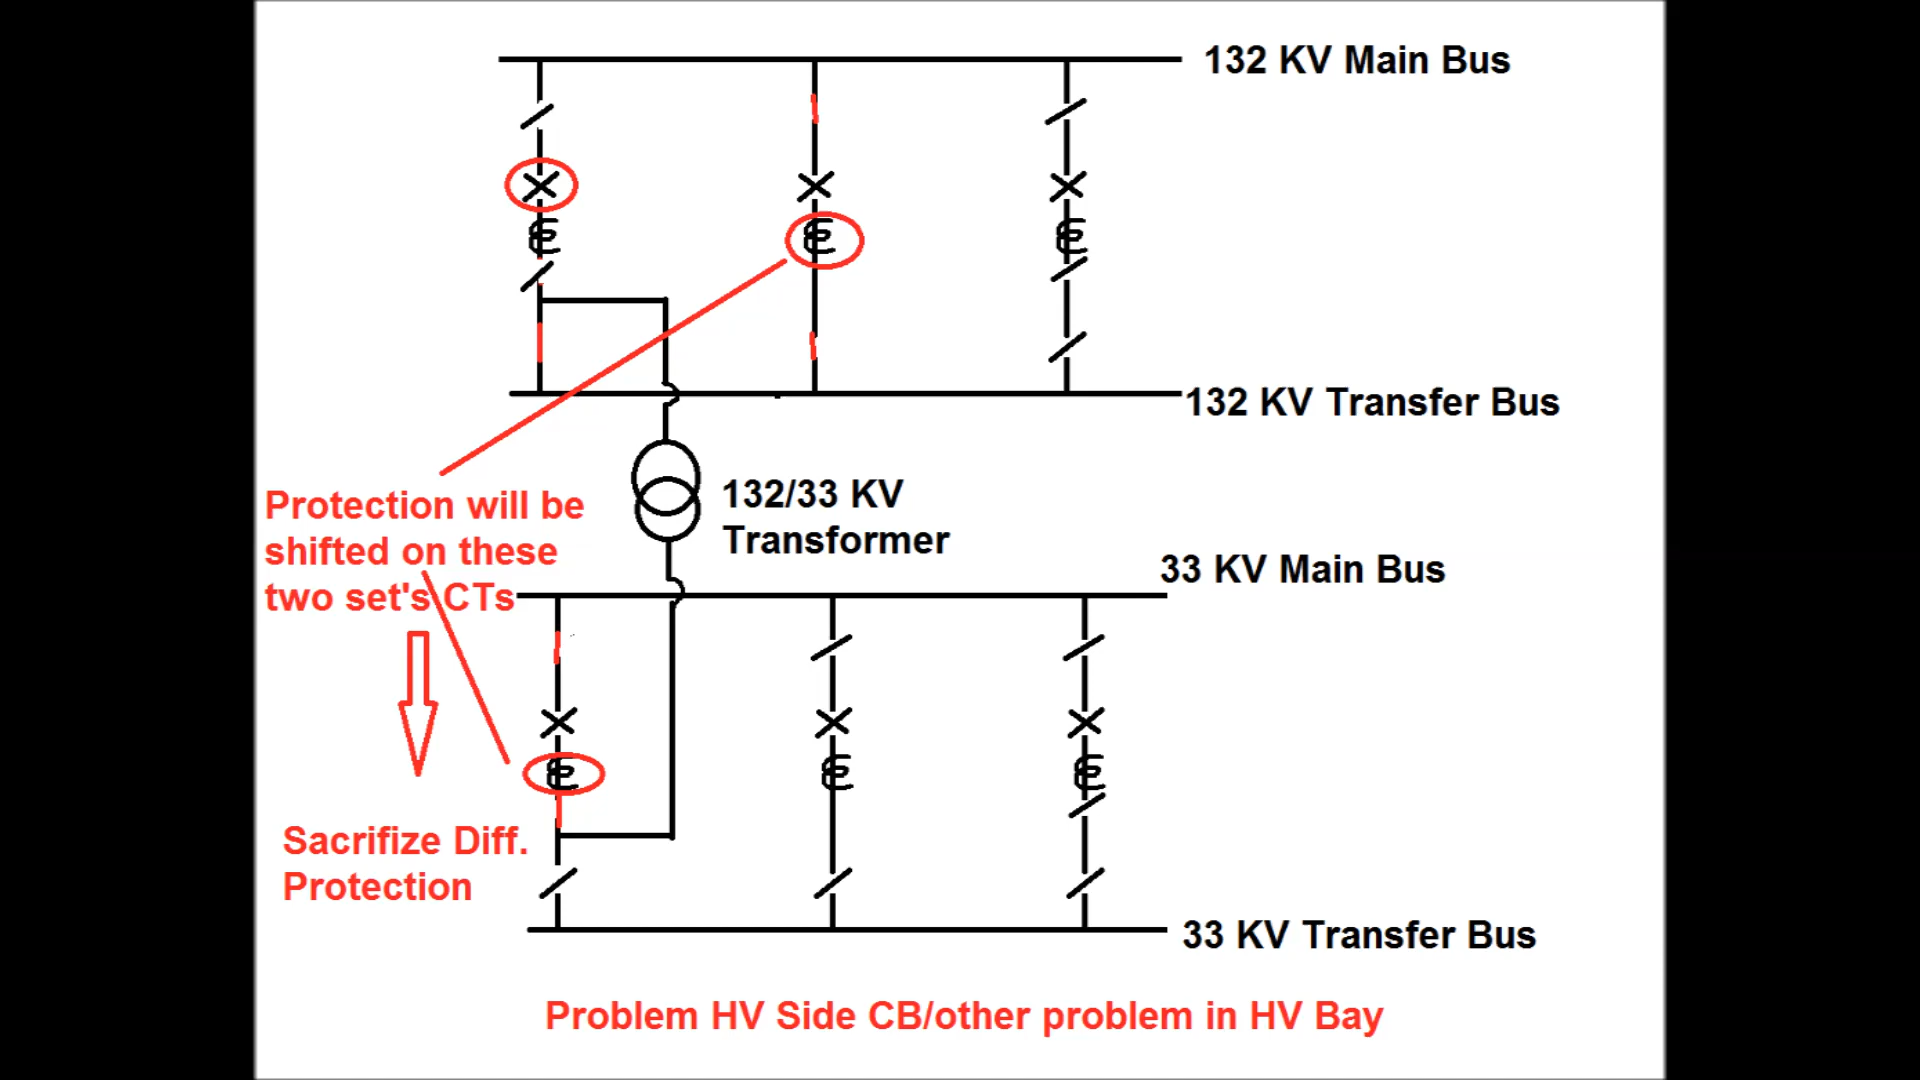 132 KV Main Bus
132 KV Transfer Bus
Protection will be
shifted on these
two set's CTs
132/33 KV
Transformer
33 KV Main Bus
Sacrifize Diff.
Protection
33 KV Transfer Bus
Problem HV Side CB/other problem in HV Bay